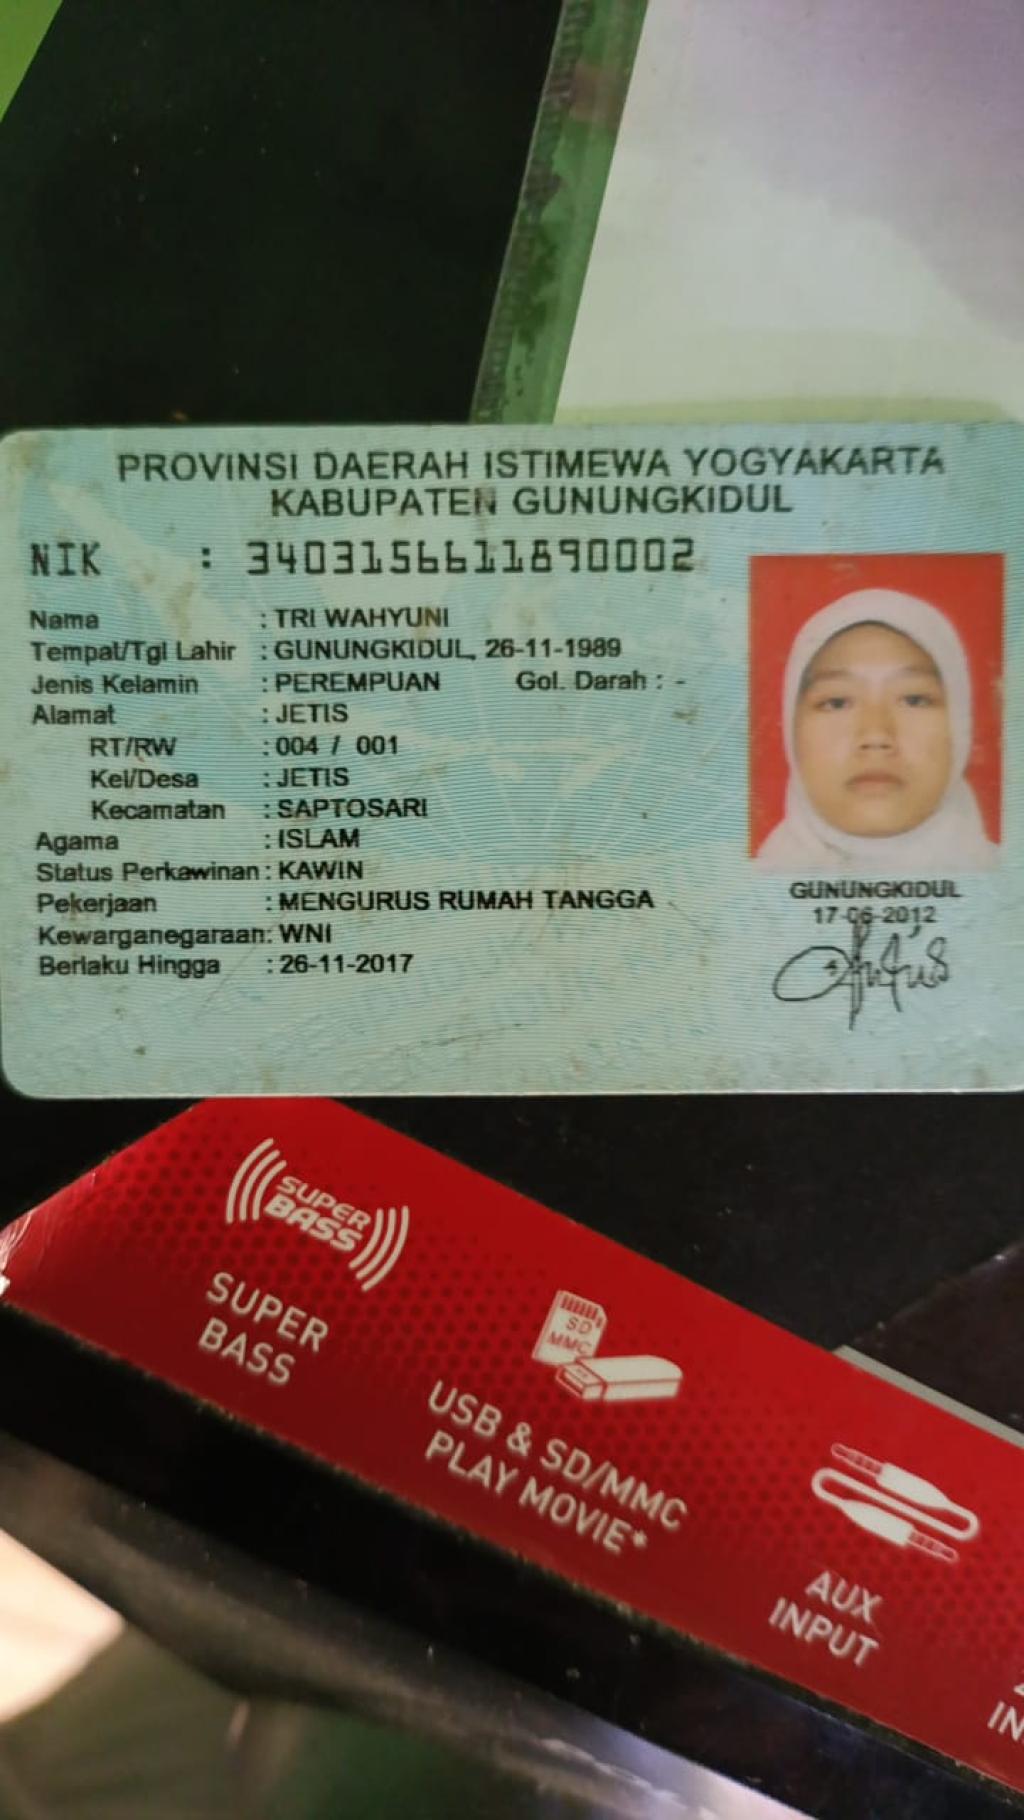 PROVINSI DAERAH ISTIMEWA YOGYAKARTA
KABUPATEN GUNUNGKIDUL
NIK : 3403156611890002
Nama : TRI WAHYUNI
Tempat/Tgl Lahir : GUNUNGKIDUL, 26-11-1989
Jenis Kelamin : PEREMPUAN Gol. Darah : -
Alamat : JETIS
RT/RW : 004 / 001
Kel/Desa : JETIS
Kecamatan : SAPTOSARI
Agama : ISLAM
Status Perkawinan : KAWIN
Pekerjaan : MENGURUS RUMAH TANGGA
Kewarganegaraan : WNI
Berlaku Hingga : 26-11-2017
GUNUNGKIDUL
17-06-2012
SUPER
BASS
SUPER
BASS
SD
MMC
USB & SD/MMC
PLAY MOVIE*
AUX
INPUT